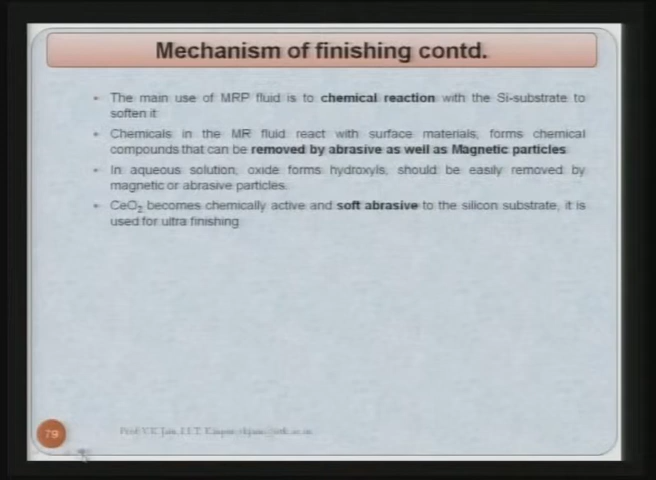 Mechanism of finishing contd.
• The main use of MRP fluid is to chemical reaction with the Si-substrate to
soften it
• Chemicals in the MR fluid react with surface materials, forms chemical
compounds that can be removed by abrasive as well as Magnetic particles.
• In aqueous solution, oxide forms hydroxyls, should be easily removed by
magnetic or abrasive particles.
• CeO2 becomes chemically active and soft abrasive to the silicon substrate, it is
used for ultra finishing
79
Prof. V.K. Jain, I.I.T. Kanpur